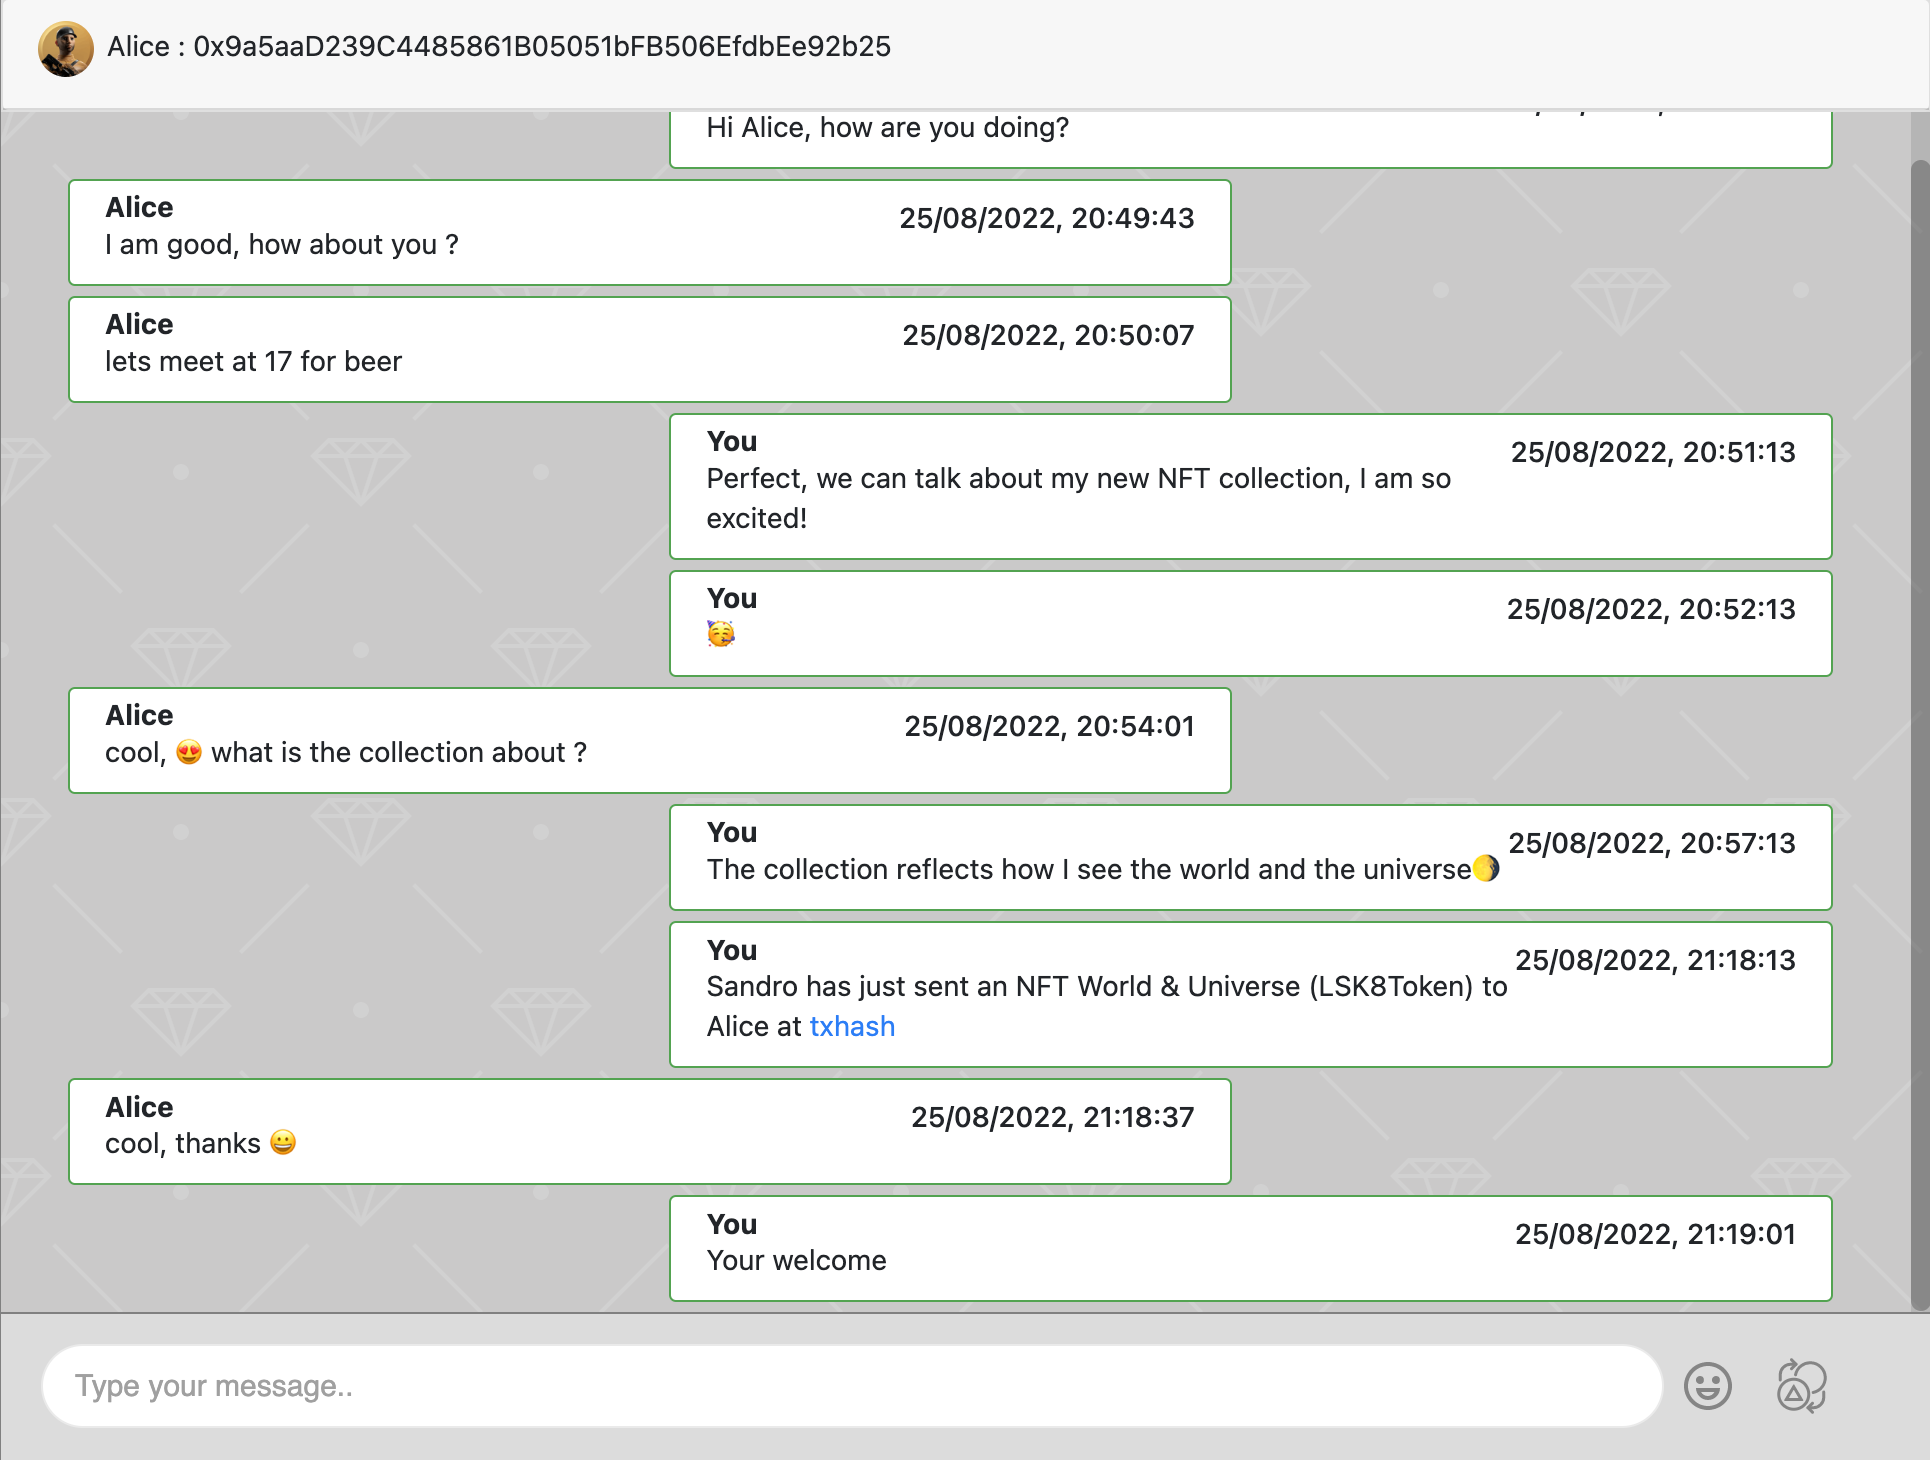 Alice : 0x9a5aaD239C4485861B05051bFB506EfdbEe92b25
Hi Alice, how are you doing?
Alice
25/08/2022, 20:49:43
I am good, how about you ?
Alice
25/08/2022, 20:50:07
lets meet at 17 for beer
You
25/08/2022, 20:51:13
Perfect, we can talk about my new NFT collection, I am so
excited!
You
25/08/2022, 20:52:13
🥳
Alice
25/08/2022, 20:54:01
cool, 😍 what is the collection about ?
You
25/08/2022, 20:57:13
The collection reflects how I see the world and the universe🌖
You
25/08/2022, 21:18:13
Sandro has just sent an NFT World & Universe (LSK8Token) to
Alice at txhash
Alice
25/08/2022, 21:18:37
cool, thanks 😀
You
25/08/2022, 21:19:01
Your welcome
Type your message..